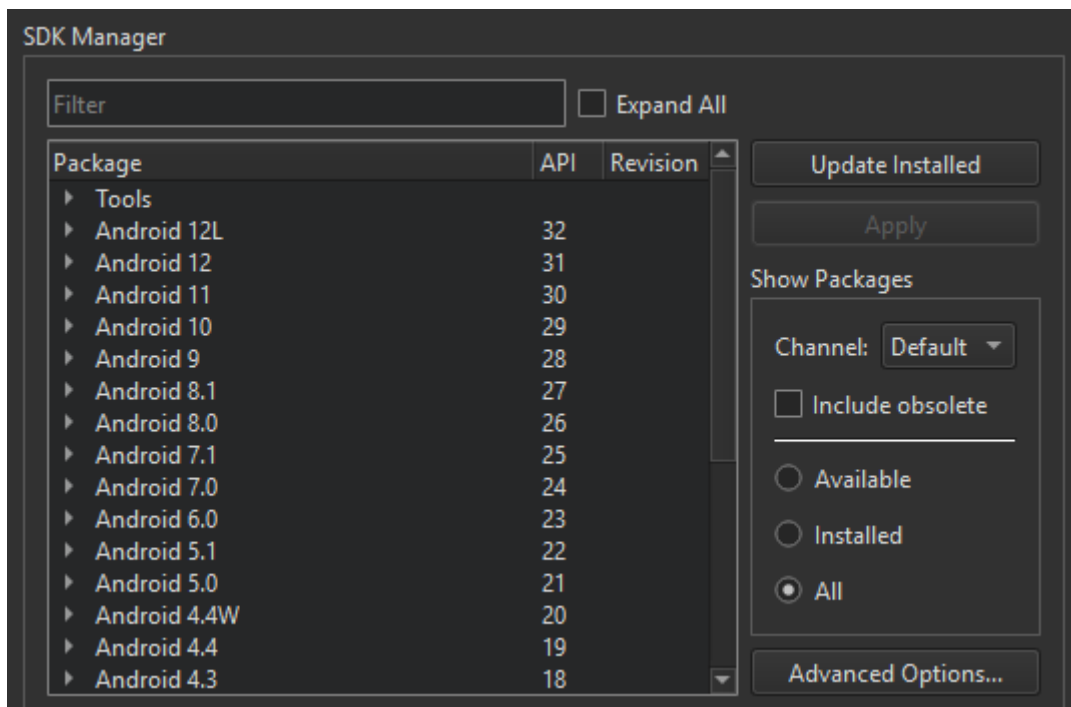 SDK Manager
Filter
Expand All
Package API Revision
Tools
Android 12L 32
Android 12 31
Android 11 30
Android 10 29
Android 9 28
Android 8.1 27
Android 8.0 26
Android 7.1 25
Android 7.0 24
Android 6.0 23
Android 5.1 22
Android 5.0 21
Android 4.4W 20
Android 4.4 19
Android 4.3 18
Update Installed
Apply
Show Packages
Channel: Default
Include obsolete
Available
Installed
All
Advanced Options...